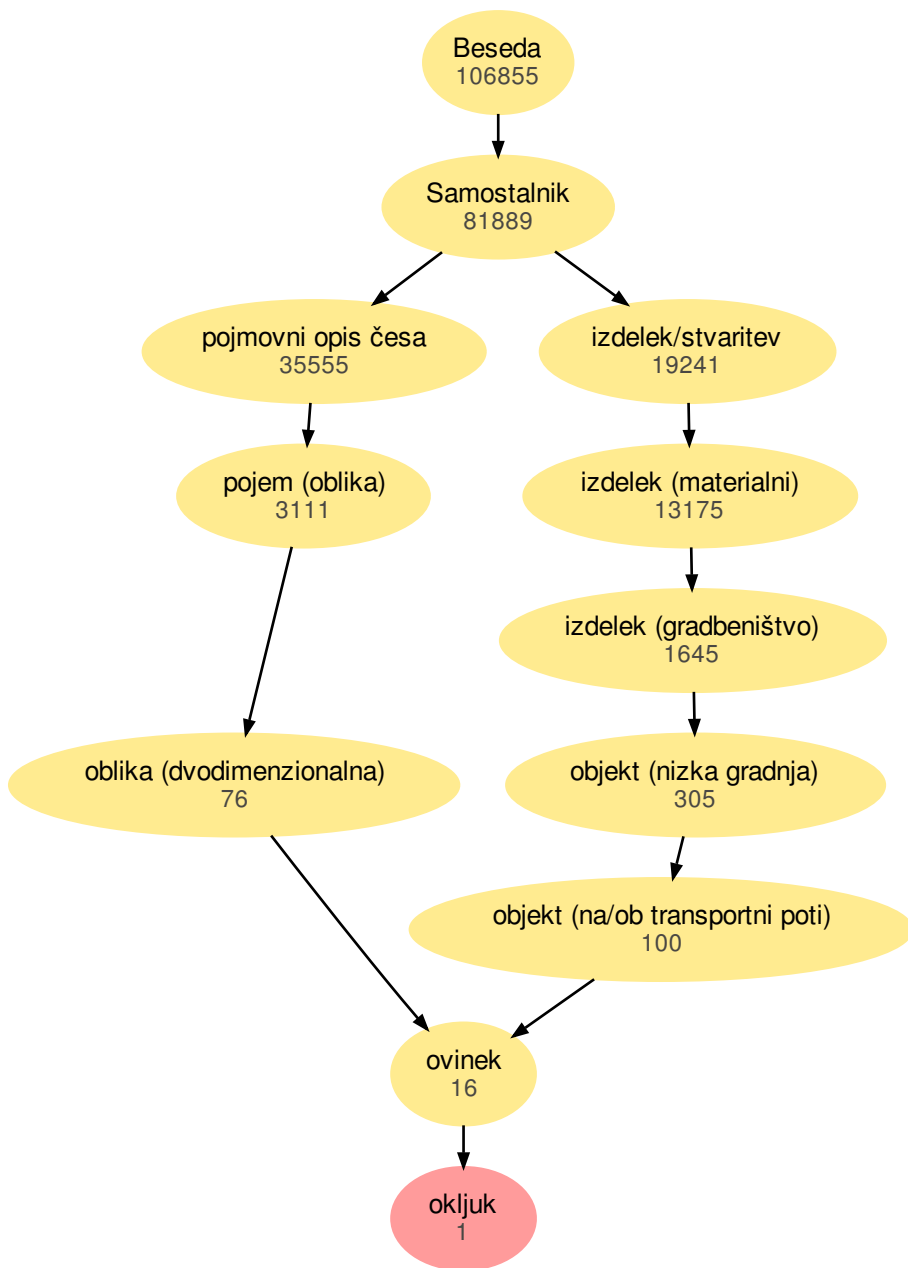 Beseda
106855
Samostalnik
81889
pojmovni opis česa
35555
izdelek/stvaritev
19241
pojem (oblika)
3111
izdelek (materialni)
13175
izdelek (gradbeništvo)
1645
oblika (dvodimenzionalna)
76
objekt (nizka gradnja)
305
objekt (na/ob transportni poti)
100
ovinek
16
okljuk
1